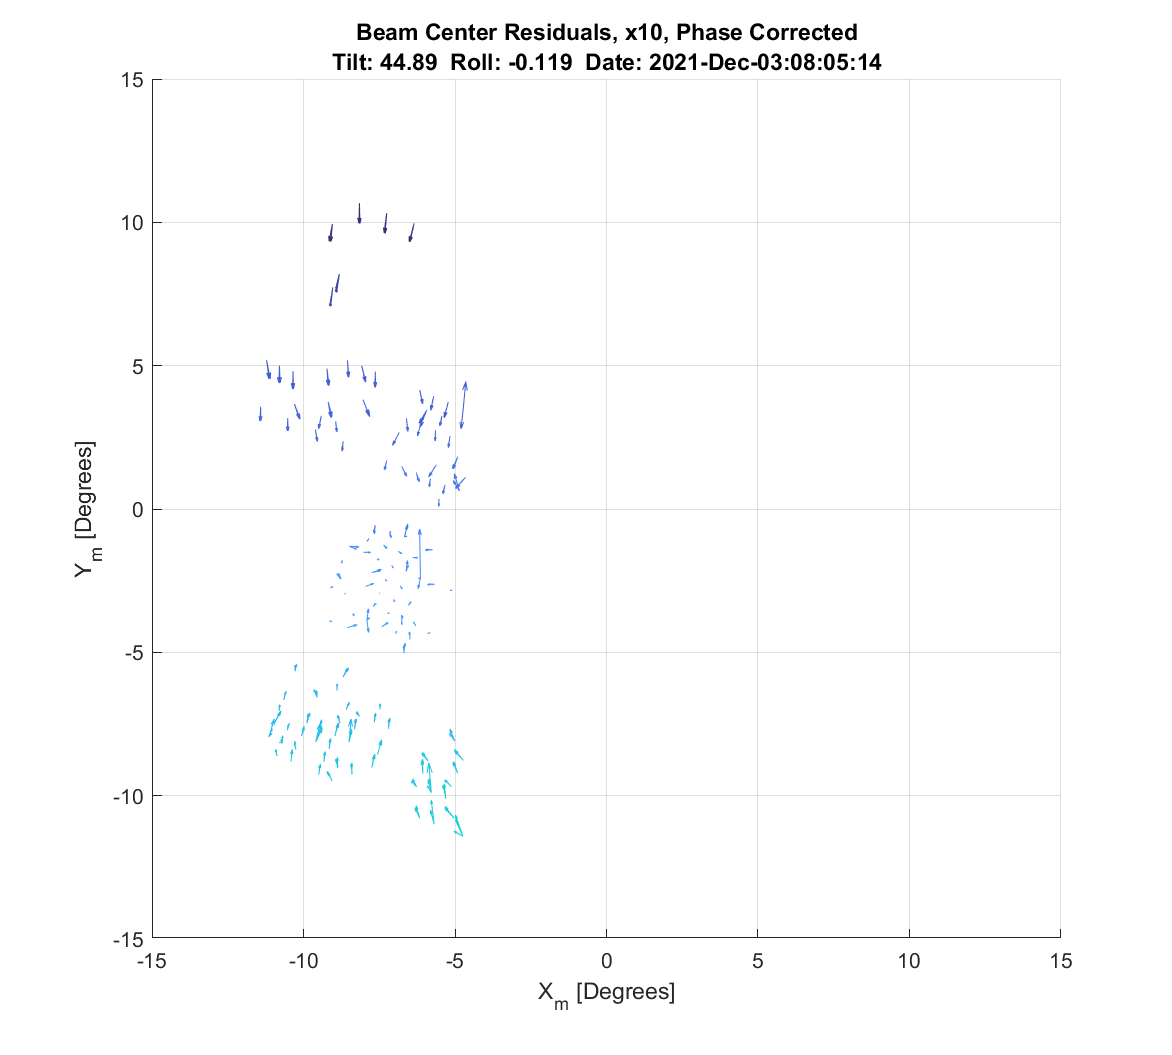 Beam Center Residuals, x10, Phase Corrected
Tilt: 44.89 Roll: -0.119 Date: 2021-Dec-03:08:05:14
15
10
5
0
-5
-10
-15
Y_m [Degrees]
-15 -10 -5 0 5 10 15
X_m [Degrees]